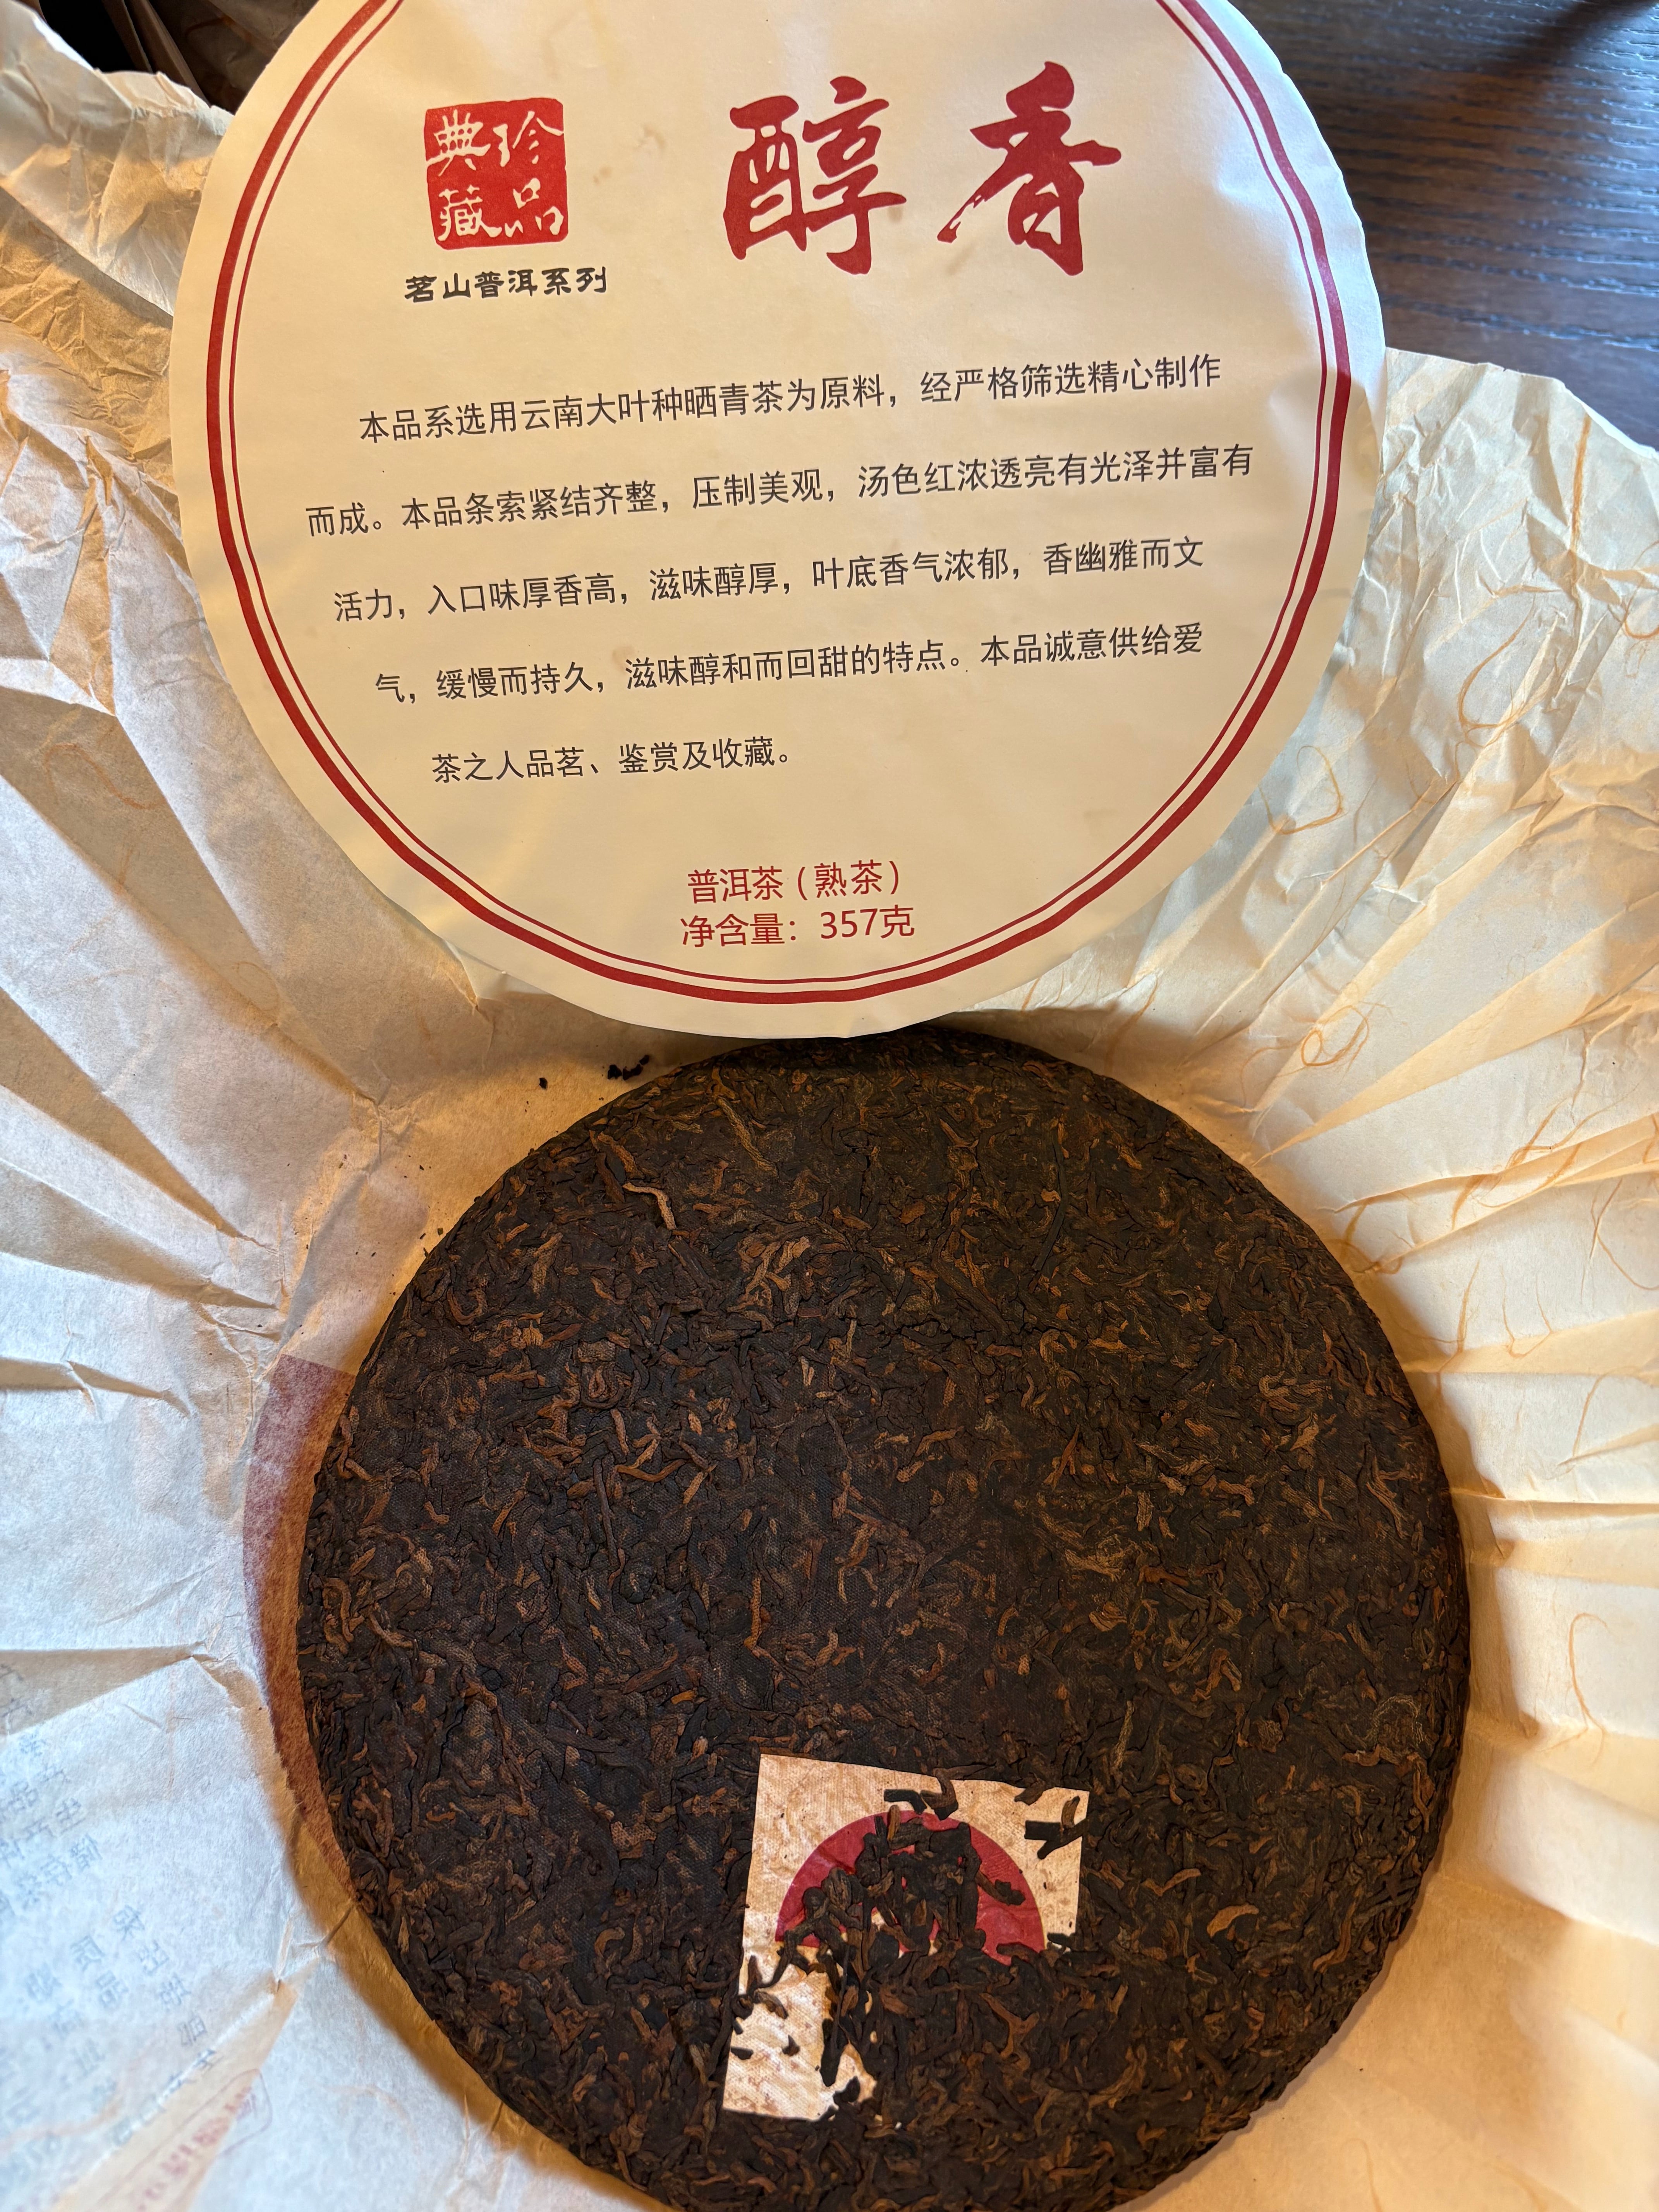 珍品
典藏
茗山普洱系列
醇香
本品系选用云南大叶种晒青茶为原料，经严格筛选精心制作
而成。本品条索紧结齐整，压制美观，汤色红浓透亮有光泽并富有
活力，入口味厚香高，滋味醇厚，叶底香气浓郁，香幽雅而文
气，缓慢而持久，滋味醇和而回甜的特点。本品诚意供给爱
茶之人品茗、鉴赏及收藏。
普洱茶（熟茶）
净含量：357克